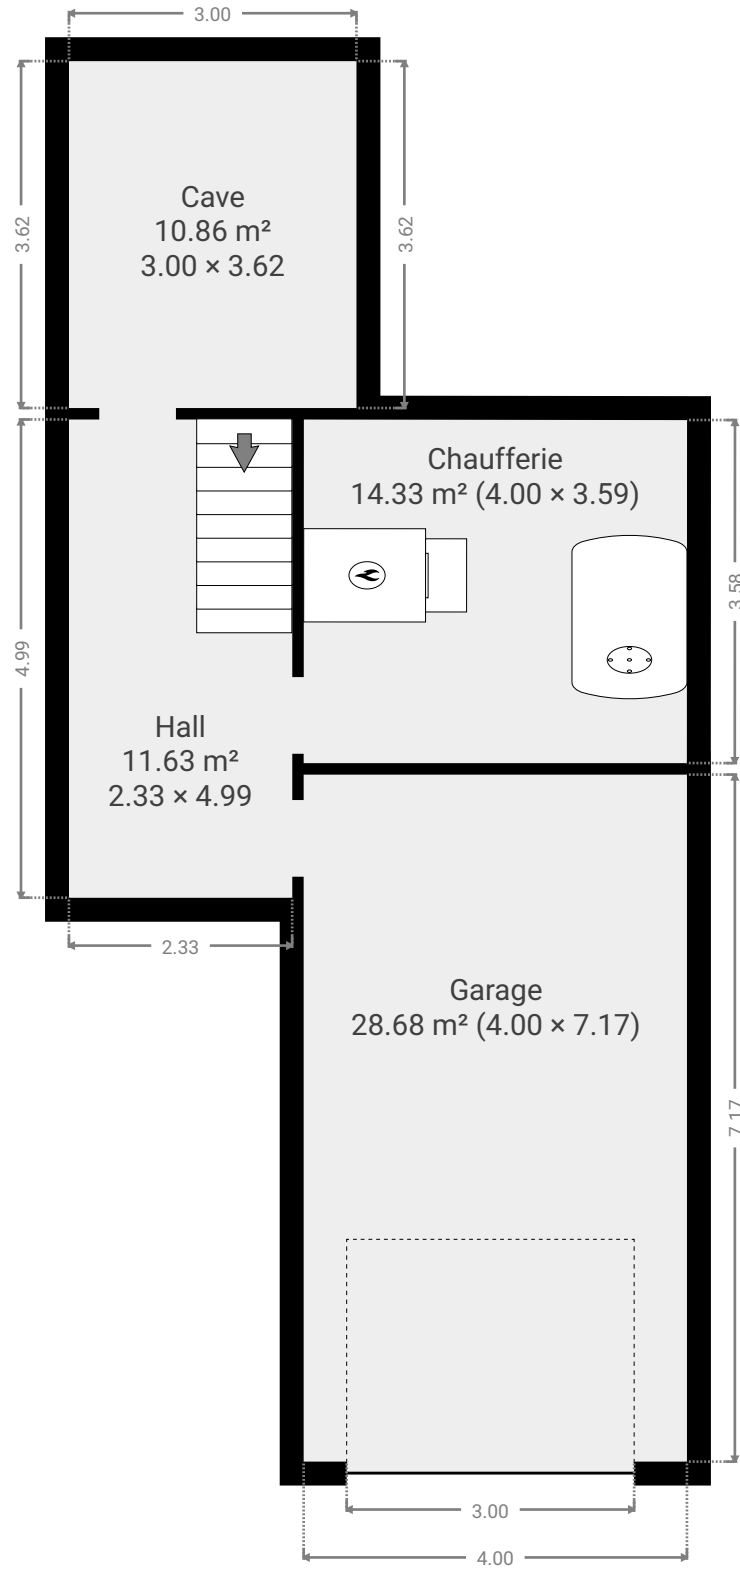 3.00
3.62
3.62
Cave
10.86 m²
3.00 × 3.62
Chaufferie
14.33 m² (4.00 × 3.59)
3.58
4.99
Hall
11.63 m²
2.33 × 4.99
2.33
Garage
28.68 m² (4.00 × 7.17)
7.17
3.00
4.00